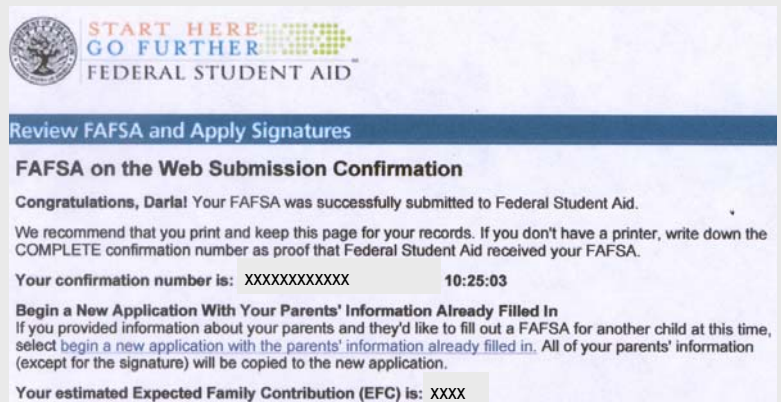 START HERE
GO FURTHER
FEDERAL STUDENT AID
Review FAFSA and Apply Signatures
FAFSA on the Web Submission Confirmation
Congratulations, Darla! Your FAFSA was successfully submitted to Federal Student Aid.
We recommend that you print and keep this page for your records. If you don't have a printer, write down the
COMPLETE confirmation number as proof that Federal Student Aid received your FAFSA.
Your confirmation number is: XXXXXXXXXXXX 10:25:03
Begin a New Application With Your Parents' Information Already Filled In
If you provided information about your parents and they'd like to fill out a FAFSA for another child at this time,
select begin a new application with the parents' information already filled in. All of your parents' information
(except for the signature) will be copied to the new application.
Your estimated Expected Family Contribution (EFC) is: XXXX